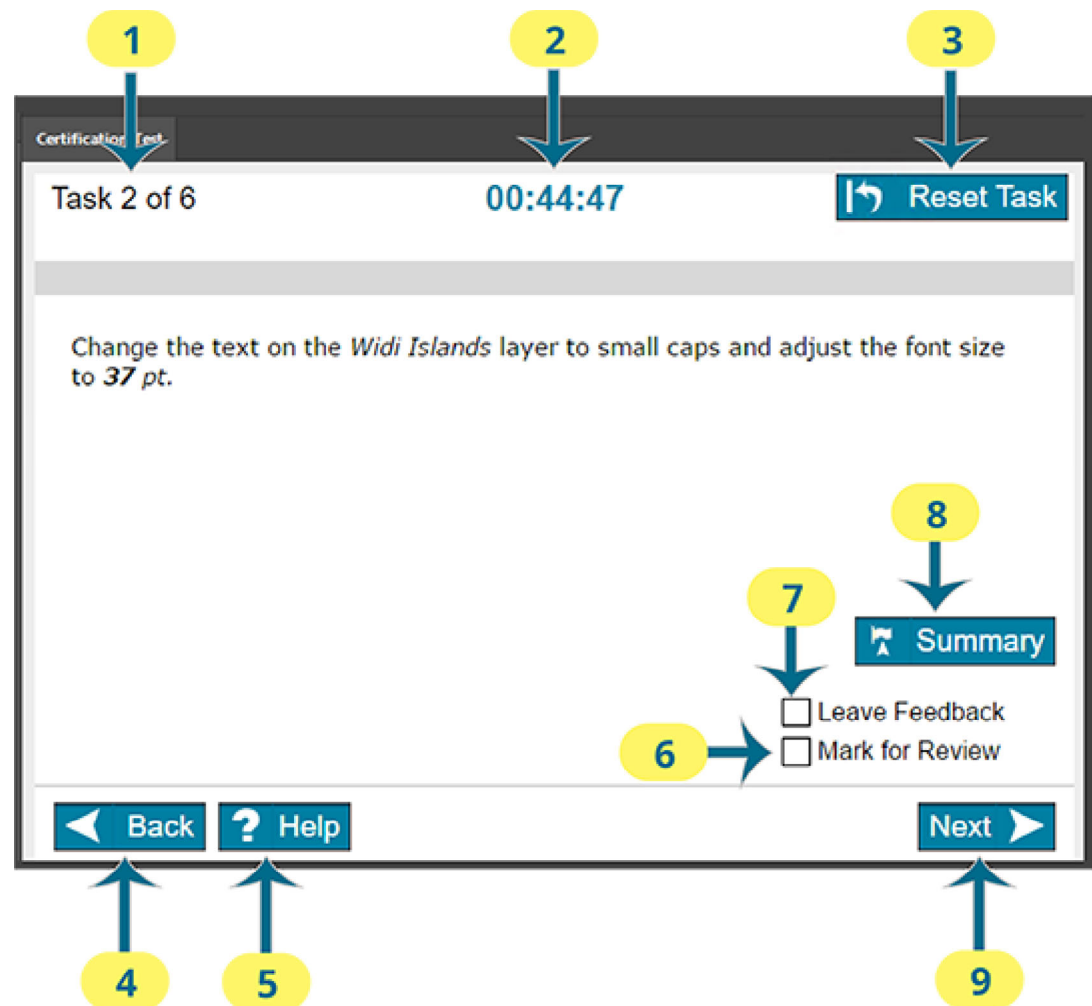 1
2
3
Certification Test
Task 2 of 6
00:44:47
Reset Task
Change the text on the Widi Islands layer to small caps and adjust the font size
to 37 pt.
8
Summary
7
Leave Feedback
6
Mark for Review
Back
? Help
Next
4
5
9